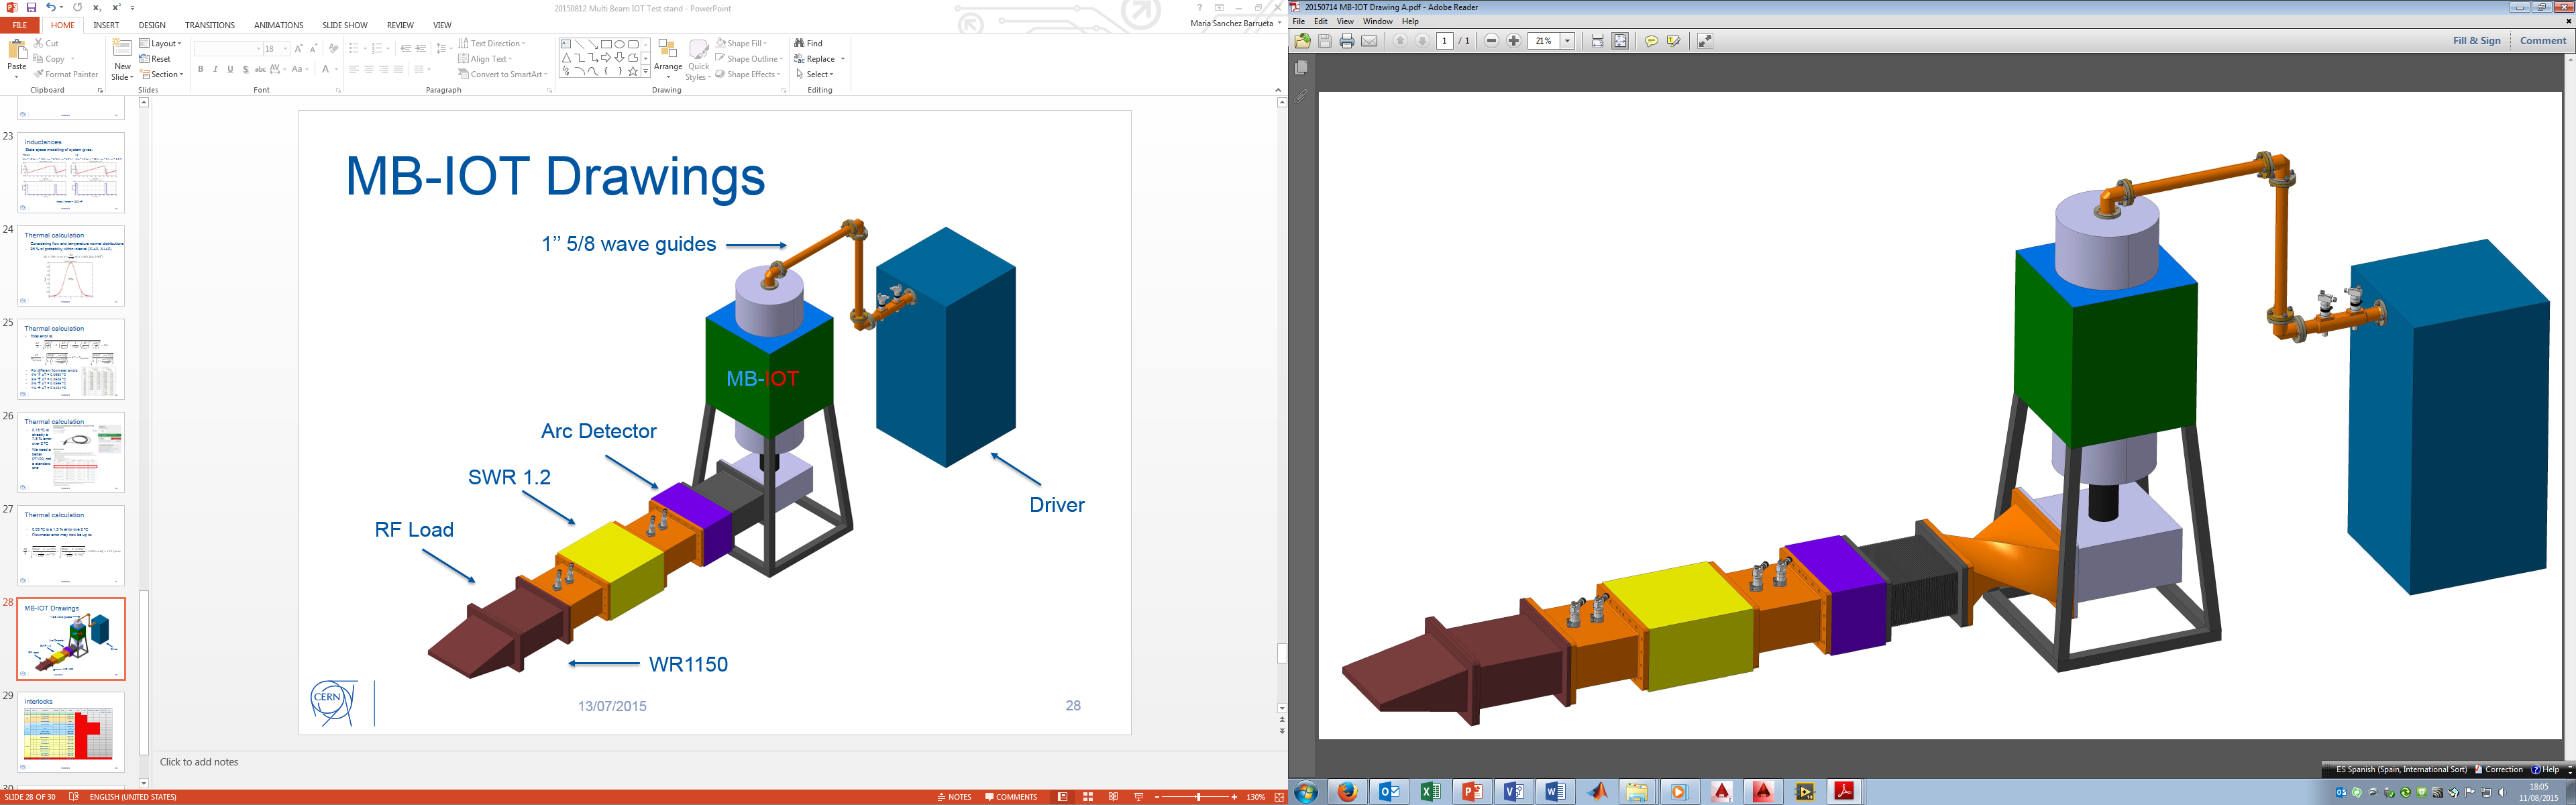 20150812 Multi Beam IOT Test stand - PowerPoint
FILE HOME INSERT DESIGN TRANSITIONS ANIMATIONS SLIDE SHOW REVIEW VIEW
Maria Sanchez Barrueta
Paste
Cut
Copy
Format Painter
Clipboard
New
Slide
Layout
Reset
Section
Slides
18
Font
Text Direction
Align Text
Convert to SmartArt
Paragraph
Arrange
Quick
Styles
Shape Fill
Shape Outline
Shape Effects
Drawing
Find
Replace
Select
Editing
23
Inductances
24
Thermal calculation
25
Thermal calculation
26
Thermal calculation
27
Thermal calculation
28
MB-IOT Drawings
29
Interlocks
30
MB-IOT Drawings
1’’ 5/8 wave guides
MB-IOT
Arc Detector
SWR 1.2
RF Load
Driver
WR1150
CERN
13/07/2015
28
Click to add notes
SLIDE 28 OF 30
ENGLISH (UNITED STATES)
NOTES
COMMENTS
130%
20150714 MB-IOT Drawing A.pdf - Adobe Reader
File Edit View Window Help
1 / 1
21%
Fill & Sign
Comment
ES Spanish (Spain, International Sort)
Correction
Help
18:05
11/08/2015